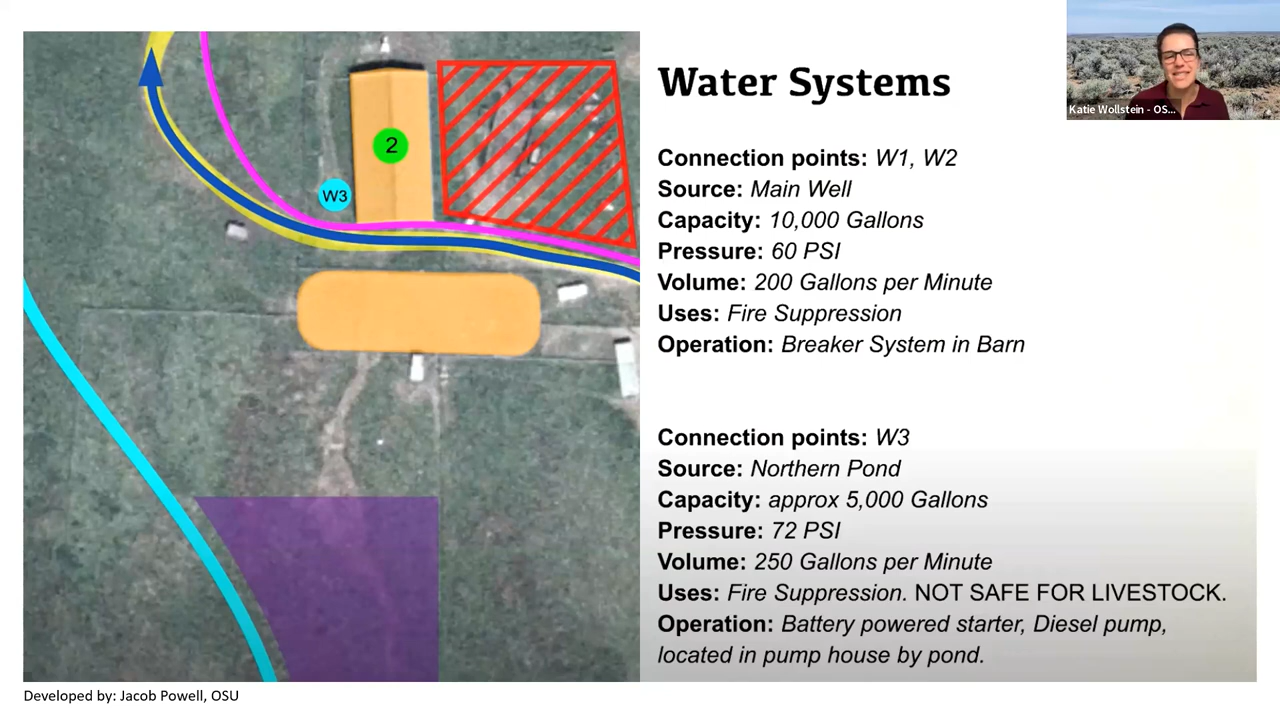 Water Systems
Katie Wollstein - OS...
2
W3
Connection points: W1, W2
Source: Main Well
Capacity: 10,000 Gallons
Pressure: 60 PSI
Volume: 200 Gallons per Minute
Uses: Fire Suppression
Operation: Breaker System in Barn
Connection points: W3
Source: Northern Pond
Capacity: approx 5,000 Gallons
Pressure: 72 PSI
Volume: 250 Gallons per Minute
Uses: Fire Suppression. NOT SAFE FOR LIVESTOCK.
Operation: Battery powered starter, Diesel pump,
located in pump house by pond.
Developed by: Jacob Powell, OSU